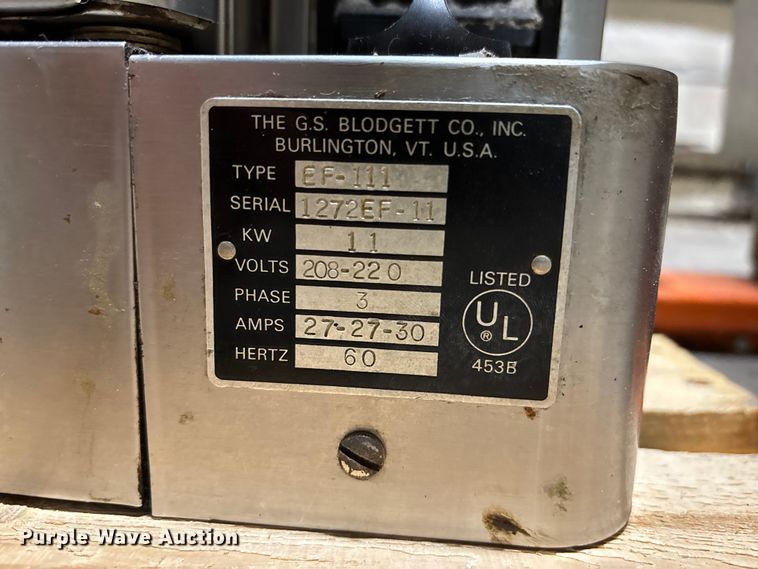 THE G.S. BLODGETT CO., INC.
BURLINGTON, VT. U.S.A.
TYPE EF-111
SERIAL 1272EF-11
KW 11
VOLTS 208-220
PHASE 3
AMPS 27-27-30
HERTZ 60
LISTED
UL
®
453B
Purple Wave Auction